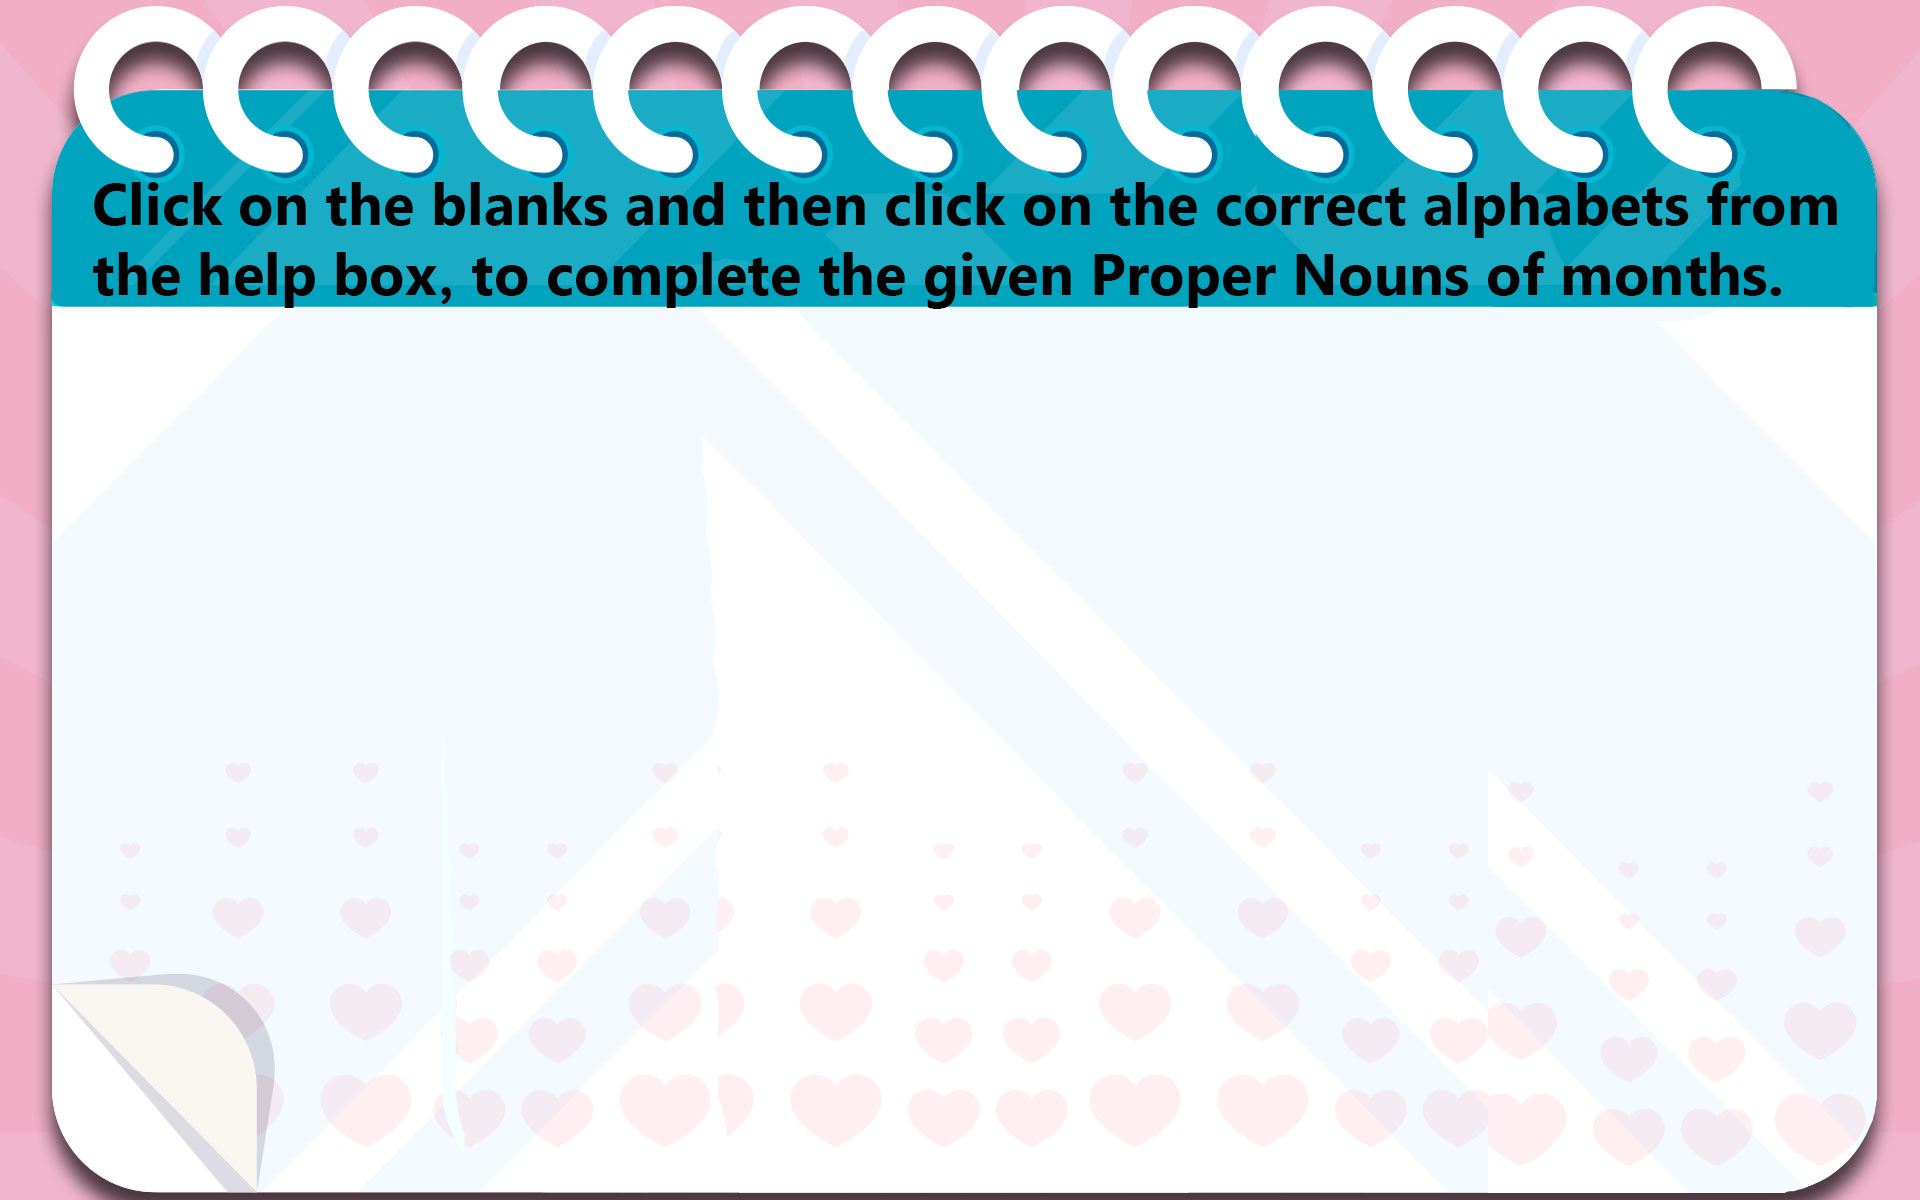 Click on the blanks and then click on the correct alphabets from
the help box, to complete the given Proper Nouns of months.